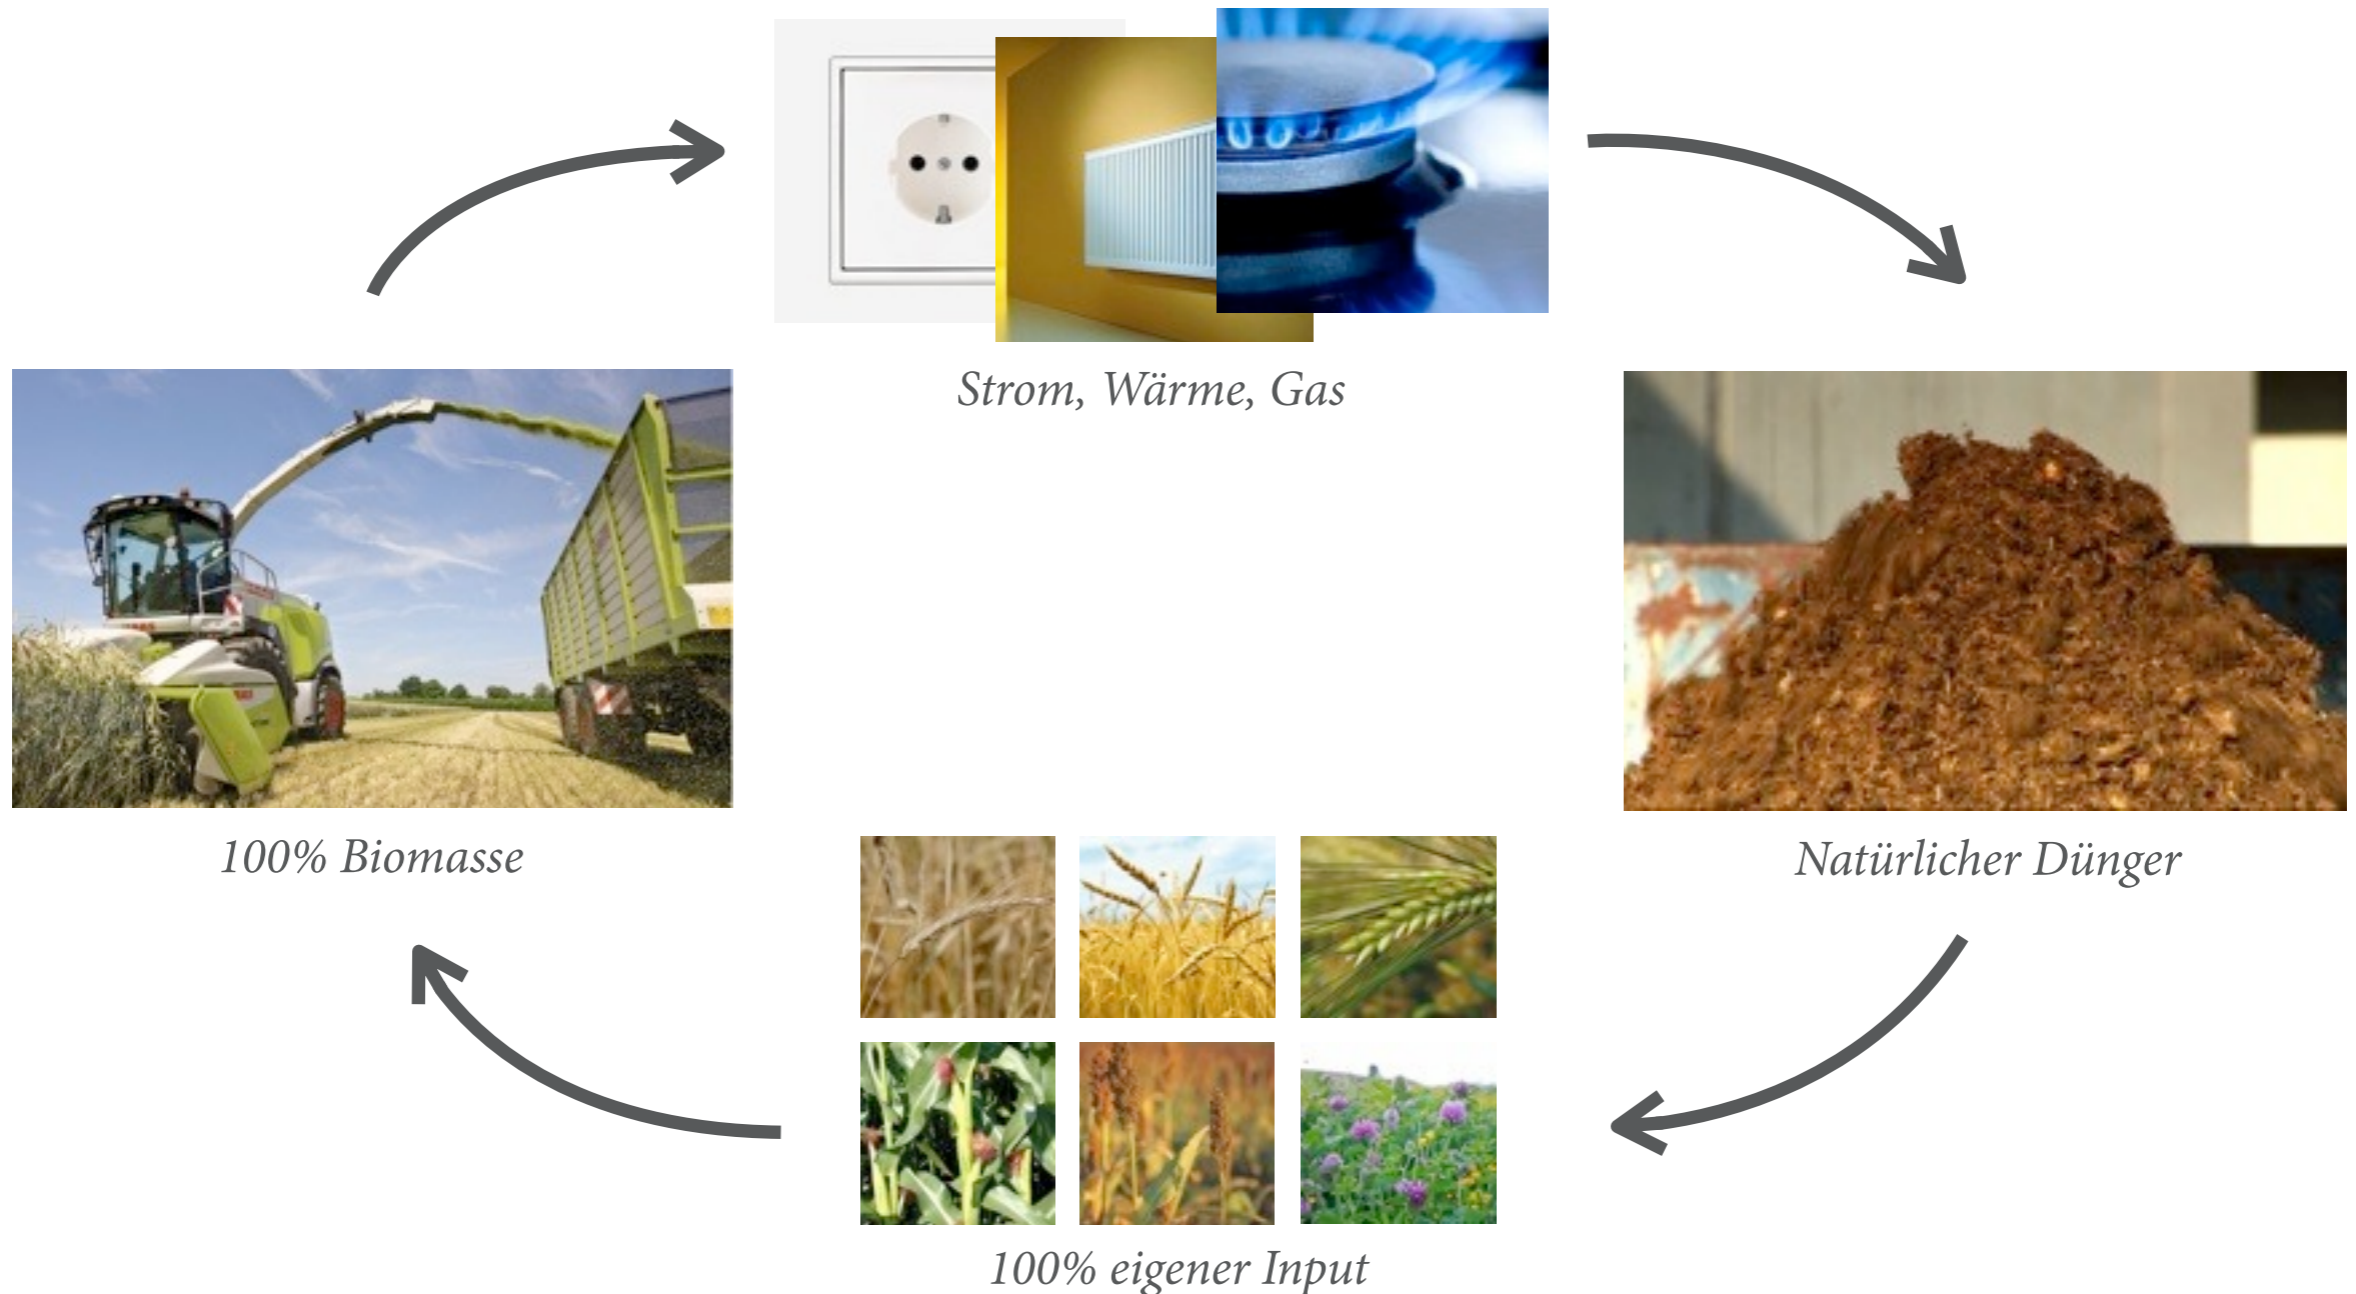 Strom, Wärme, Gas
100% Biomasse
Natürlicher Dünger
100% eigener Input